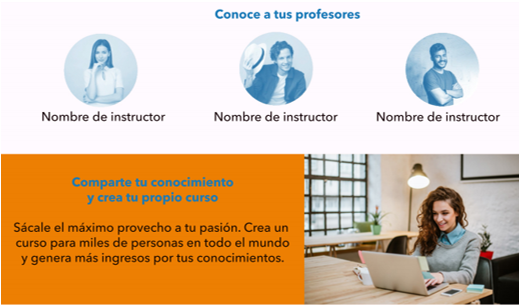 Conoce a tus profesores
Nombre de instructor
Nombre de instructor
Nombre de instructor
Comparte tu conocimiento
y crea tu propio curso
Sácale el máximo provecho a tu pasión. Crea un
curso para miles de personas en todo el mundo
y genera más ingresos por tus conocimientos.